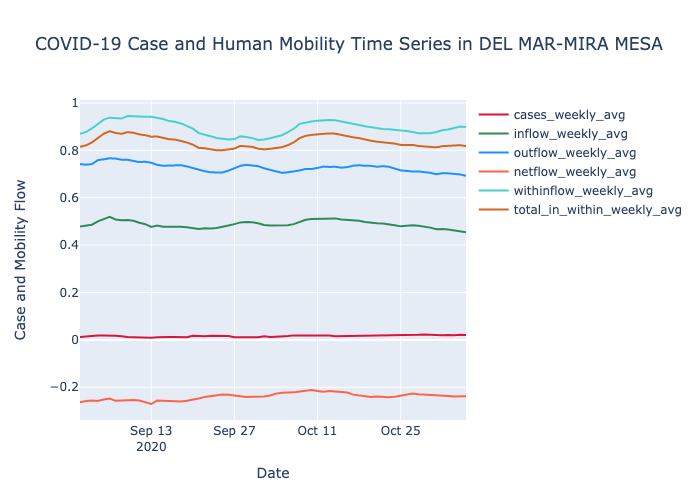 COVID-19 Case and Human Mobility Time Series in DEL MAR-MIRA MESA
cases_weekly_avg
inflow_weekly_avg
outflow_weekly_avg
netflow_weekly_avg
withinflow_weekly_avg
total_in_within_weekly_avg
Case and Mobility Flow
1
0.8
0.6
0.4
0.2
0
−0.2
Sep 13
2020
Sep 27
Oct 11
Oct 25
Date